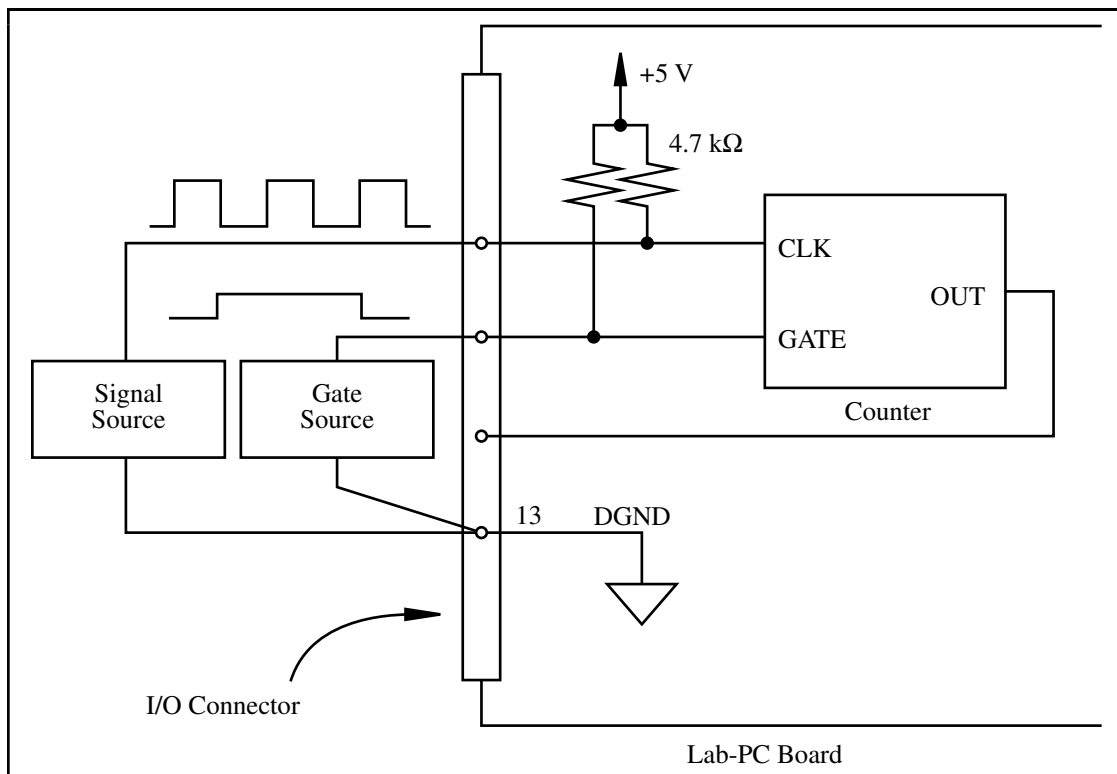 +5 V
4.7 kΩ
CLK
OUT
GATE
Signal
Source
Gate
Source
Counter
13
DGND
I/O Connector
Lab-PC Board